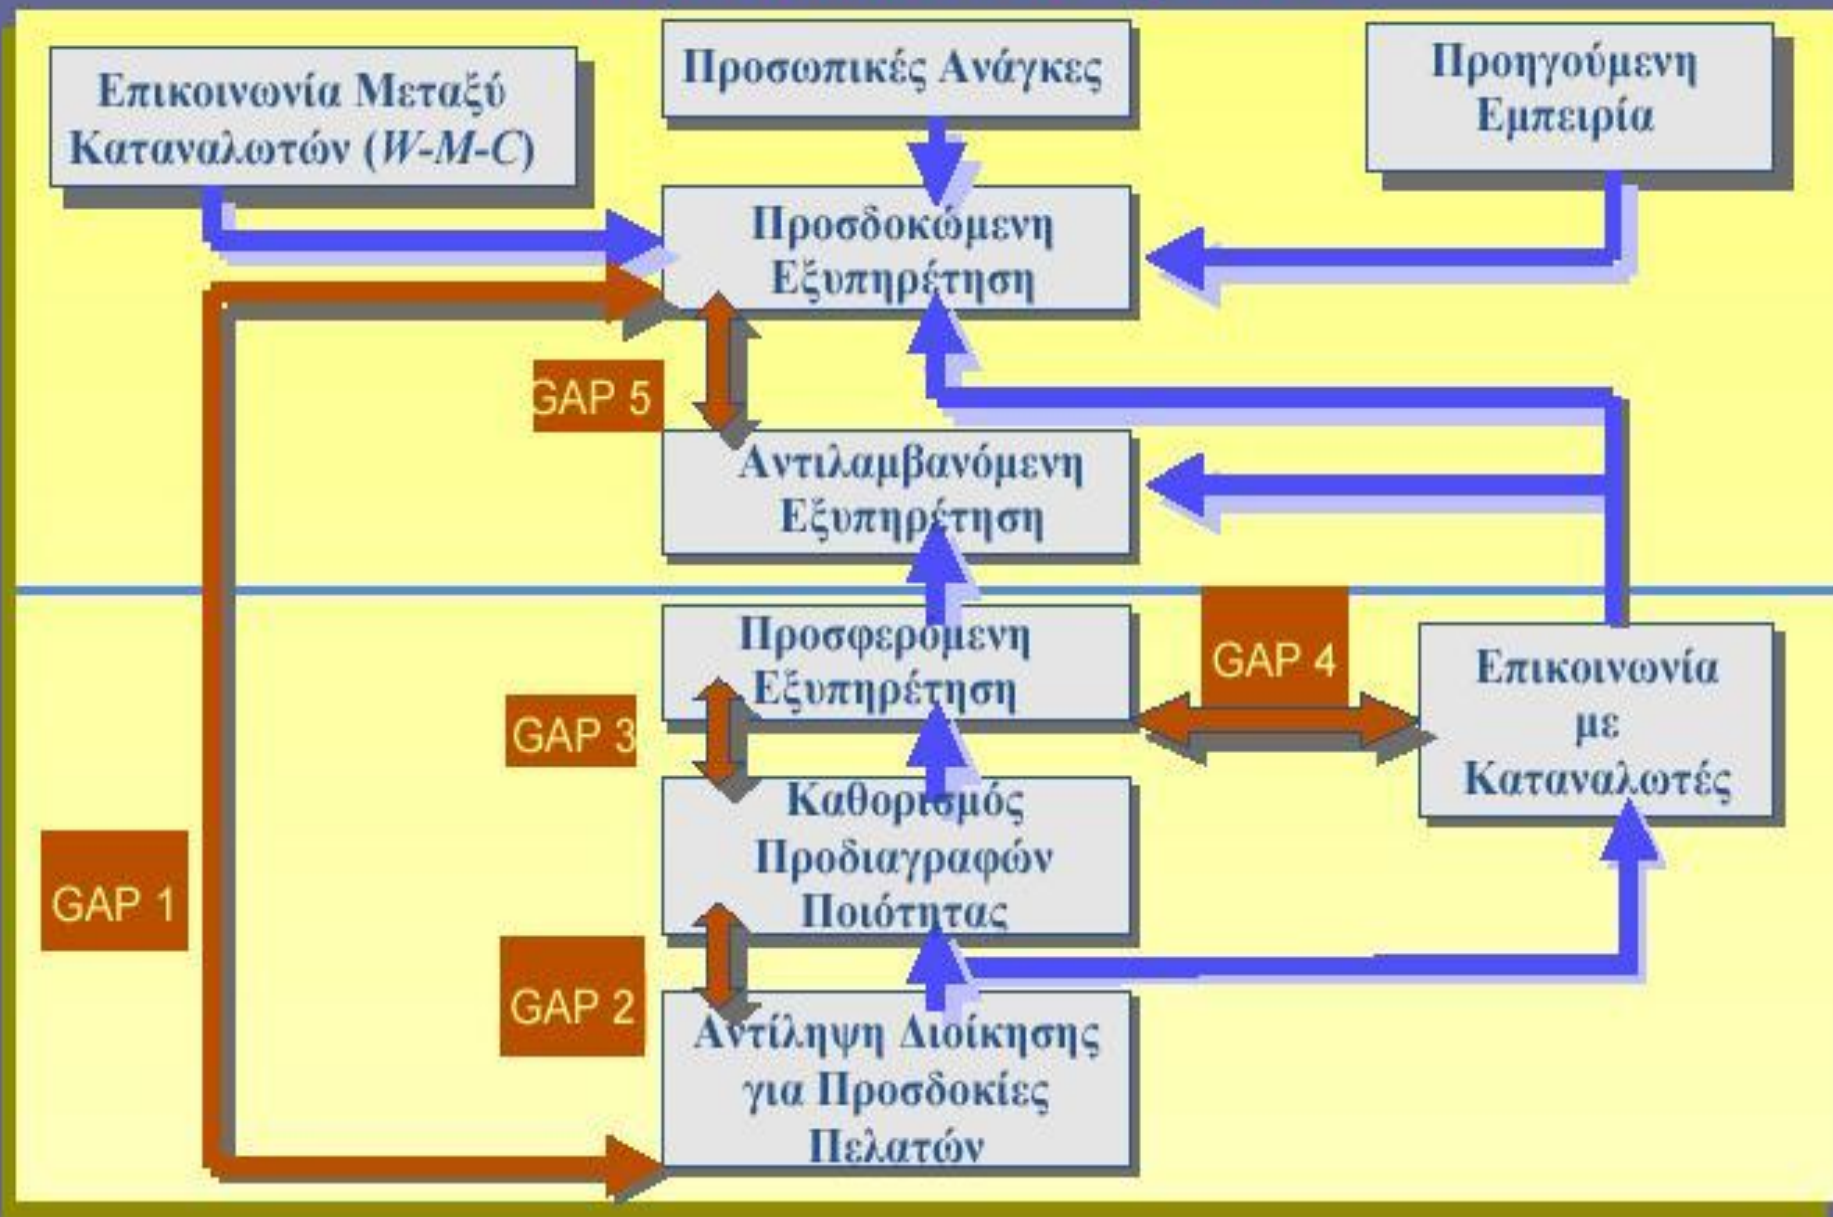 Επικοινωνία Μεταξύ
Καταναλωτών (W-M-C)
Προσωπικές Ανάγκες
Προηγούμενη
Εμπειρία
Προσδοκώμενη
Εξυπηρέτηση
GAP 5
Αντιλαμβανόμενη
Εξυπηρέτηση
Προσφερόμενη
Εξυπηρέτηση
GAP 4
Επικοινωνία
με
Καταναλωτές
GAP 3
Καθορισμός
Προδιαγραφών
Ποιότητας
GAP 1
GAP 2
Αντίληψη Διοίκησης
για Προσδοκίες
Πελατών